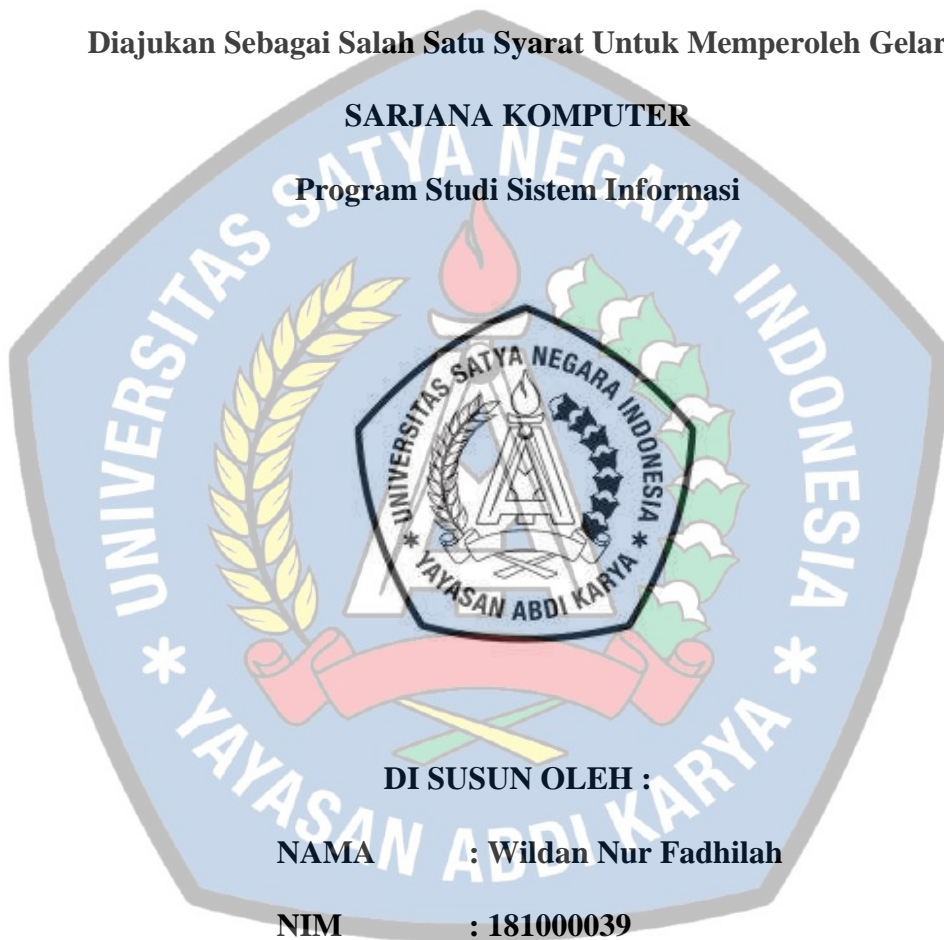 Diajukan Sebagai Salah Satu Syarat Untuk Memperoleh Gelar
SARJANA KOMPUTER
Program Studi Sistem Informasi
UNIVERSITAS SATYA NEGARA INDONESIA
* YAYASAN ABDI KARYA *
UNIVERSITAS SATYA NEGARA INDONESIA
* YAYASAN ABDI KARYA *
DI SUSUN OLEH :
NAMA : Wildan Nur Fadhilah
NIM : 181000039